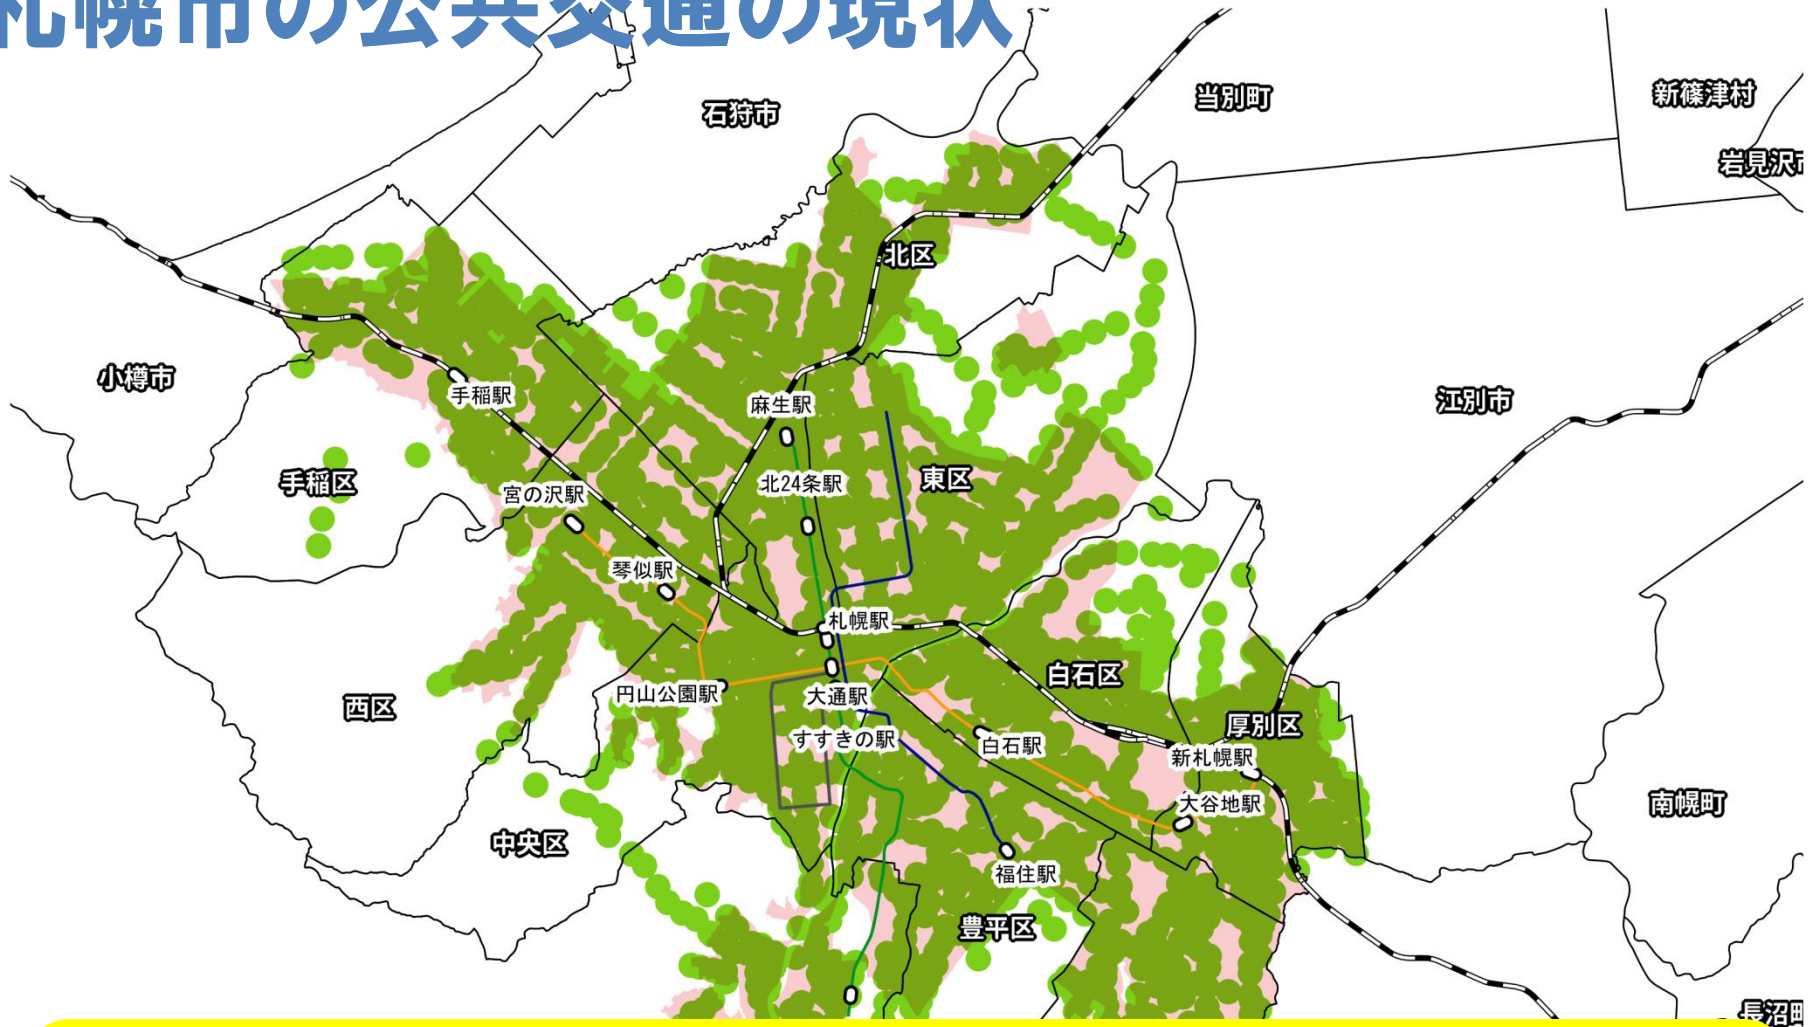 札幌市の公共交通の現状
石狩市
当別町
新篠津村
岩見沢市
北区
小樽市
手稲駅
麻生駅
江別市
手稲区
宮の沢駅
北24条駅
東区
琴似駅
札幌駅
白石区
西区
円山公園駅
大通駅
厚別区
すすきの駅
白石駅
新札幌駅
大谷地駅
南幌町
中央区
福住駅
豊平区
長沼町